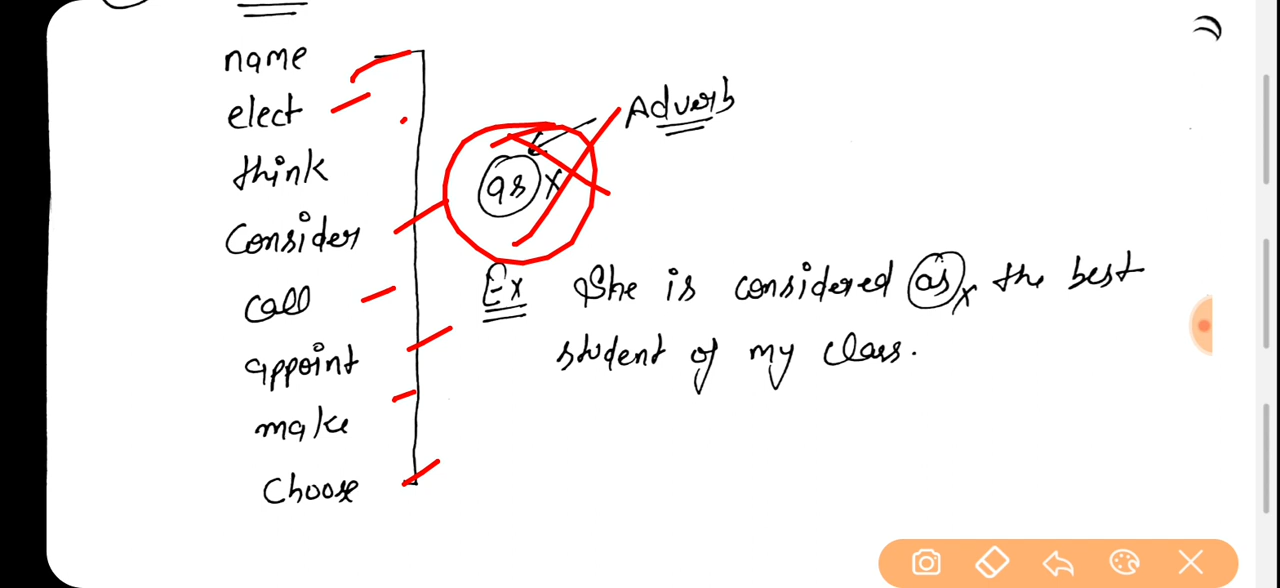 name
elect
think
Consider
Call
appoint
make
Choose
Adverb
as x
Ex She is considered as x the best
student of my class.